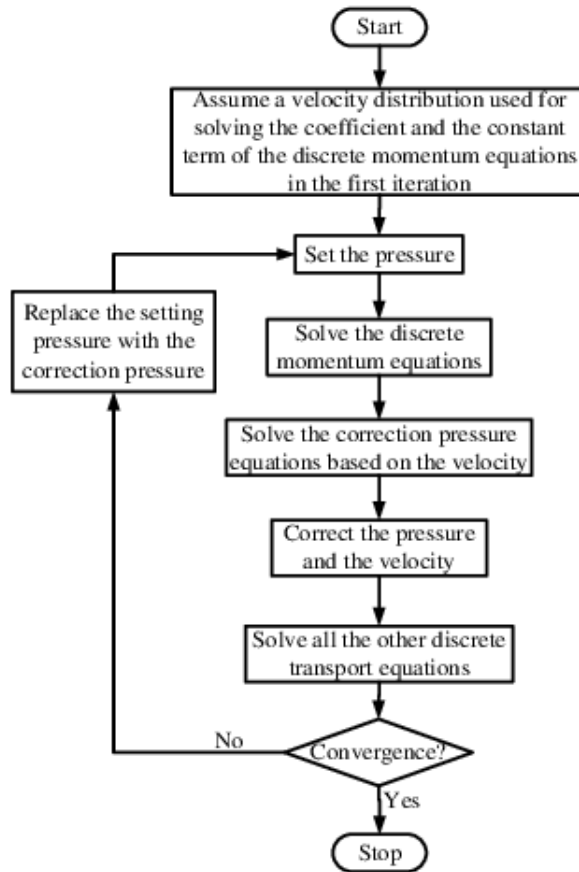 Start
Assume a velocity distribution used for
solving the coefficient and the constant
term of the discrete momentum equations
in the first iteration
Set the pressure
Replace the setting
pressure with the
correction pressure
Solve the discrete
momentum equations
Solve the correction pressure
equations based on the velocity
Correct the pressure
and the velocity
Solve all the other discrete
transport equations
No
Convergence?
Yes
Stop